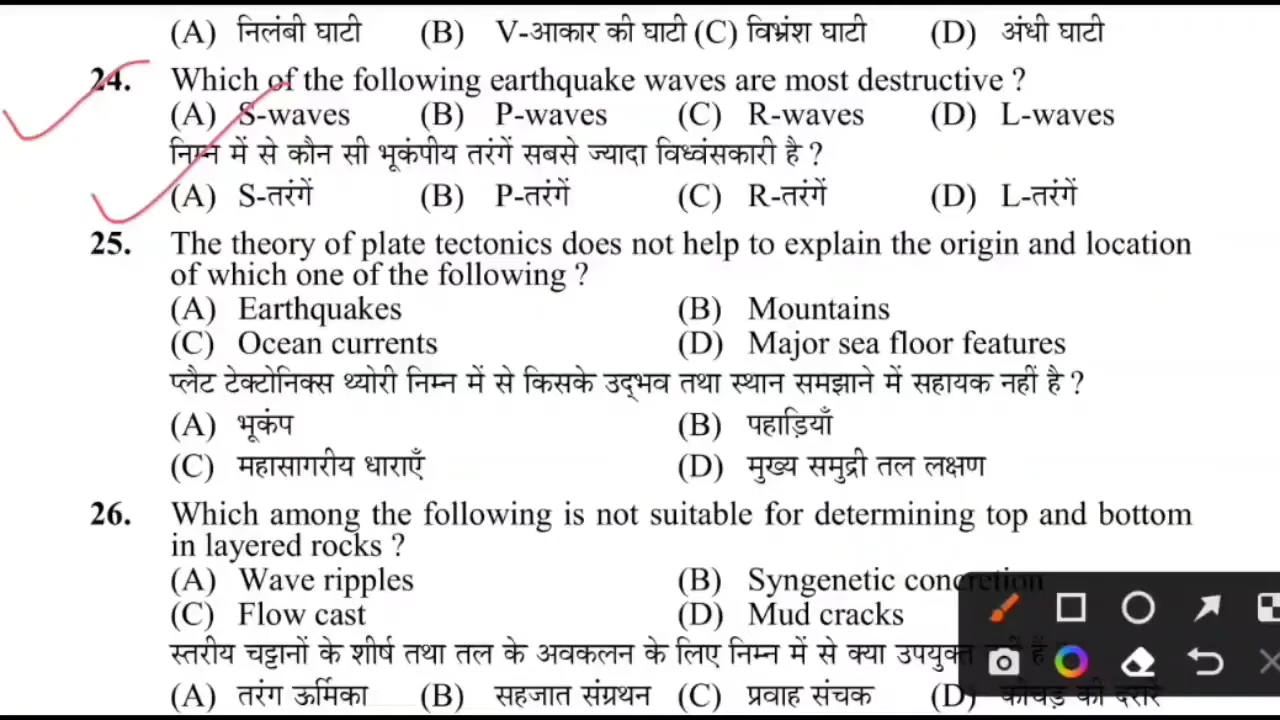 (A) निलंबी घाटी (B) V-आकार की घाटी (C) विभ्रंश घाटी (D) अंधी घाटी
24. Which of the following earthquake waves are most destructive ?
(A) S-waves (B) P-waves (C) R-waves (D) L-waves
निम्न में से कौन सी भूकंपीय तरंगें सबसे ज्यादा विध्वंसकारी है ?
(A) S-तरंगें (B) P-तरंगें (C) R-तरंगें (D) L-तरंगें
25. The theory of plate tectonics does not help to explain the origin and location
of which one of the following ?
(A) Earthquakes (B) Mountains
(C) Ocean currents (D) Major sea floor features
प्लैट टेक्टोनिक्स थ्योरी निम्न में से किसके उद्‌भव तथा स्थान समझाने में सहायक नहीं है ?
(A) भूकंप (B) पहाड़ियाँ
(C) महासागरीय धाराएँ (D) मुख्य समुद्री तल लक्षण
26. Which among the following is not suitable for determining top and bottom
in layered rocks ?
(A) Wave ripples (B) Syngenetic concretion
(C) Flow cast (D) Mud cracks
स्तरीय चट्टानों के शीर्ष तथा तल के अवकलन के लिए निम्न में से क्या उपयुक्त
(A) तरंग ऊर्मिका (B) सहजात संग्रथन (C) प्रवाह संचक (D) की दरारें